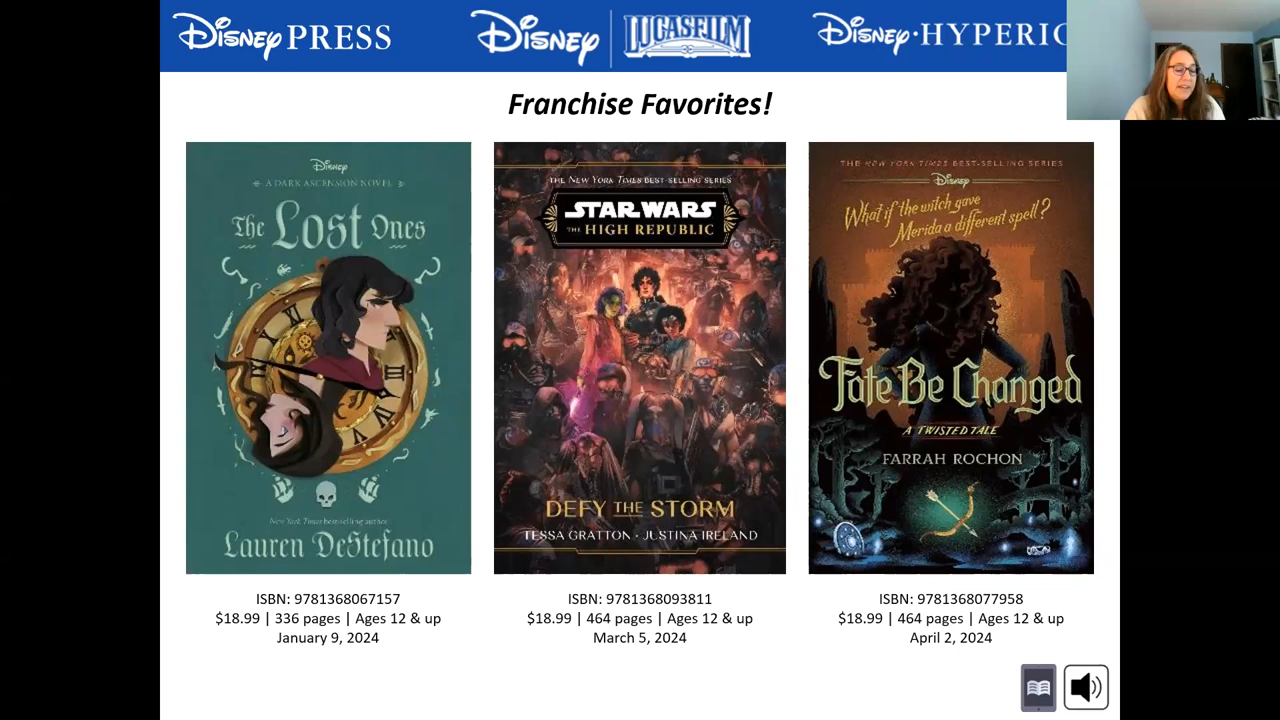 Disney PRESS
Disney | LUCASFILM
Disney · HYPERIO
Franchise Favorites!
Disney
A DARK ASCENSION NOVEL
The Lost Ones
New York Times bestselling author
Lauren DeStefano
THE NEW YORK TIMES BEST-SELLING SERIES
STAR WARS
THE HIGH REPUBLIC
DEFY THE STORM
TESSA GRATTON · JUSTINA IRELAND
THE NEW YORK TIMES BEST-SELLING SERIES
Disney
What if the witch gave
Merida a different spell?
Fate Be Changed
A TWISTED TALE
FARRAH ROCHON
ISBN: 9781368067157
$18.99 | 336 pages | Ages 12 & up
January 9, 2024
ISBN: 9781368093811
$18.99 | 464 pages | Ages 12 & up
March 5, 2024
ISBN: 9781368077958
$18.99 | 464 pages | Ages 12 & up
April 2, 2024